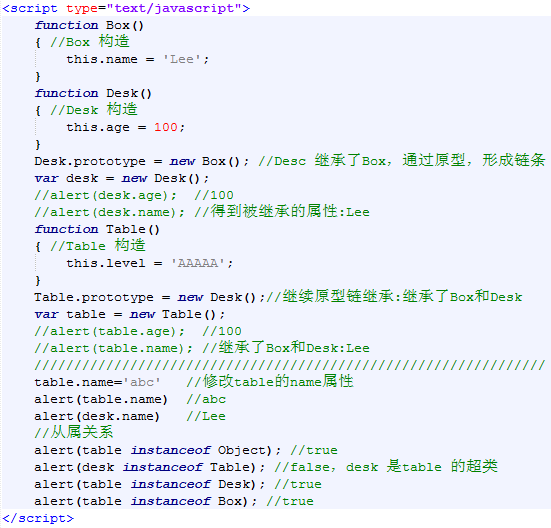 <script type="text/javascript">
function Box()
{ //Box 构造
this.name = 'Lee';
}
function Desk()
{ //Desk 构造
this.age = 100;
}
Desk.prototype = new Box(); //Desc 继承了Box，通过原型，形成链条
var desk = new Desk();
//alert(desk.age);  //100
//alert(desk.name); //得到被继承的属性:Lee
function Table()
{ //Table 构造
this.level = 'AAAAA';
}
Table.prototype = new Desk();//继续原型链继承:继承了Box和Desk
var table = new Table();
//alert(table.age);  //100
//alert(table.name); //继承了Box和Desk:Lee
////////////////////////////////////////////////////////////////
table.name='abc'   //修改table的name属性
alert(table.name)  //abc
alert(desk.name)   //Lee
//从属关系
alert(table instanceof Object); //true
alert(desk instanceof Table); //false，desk 是table 的超类
alert(table instanceof Desk); //true
alert(table instanceof Box); //true
</script>